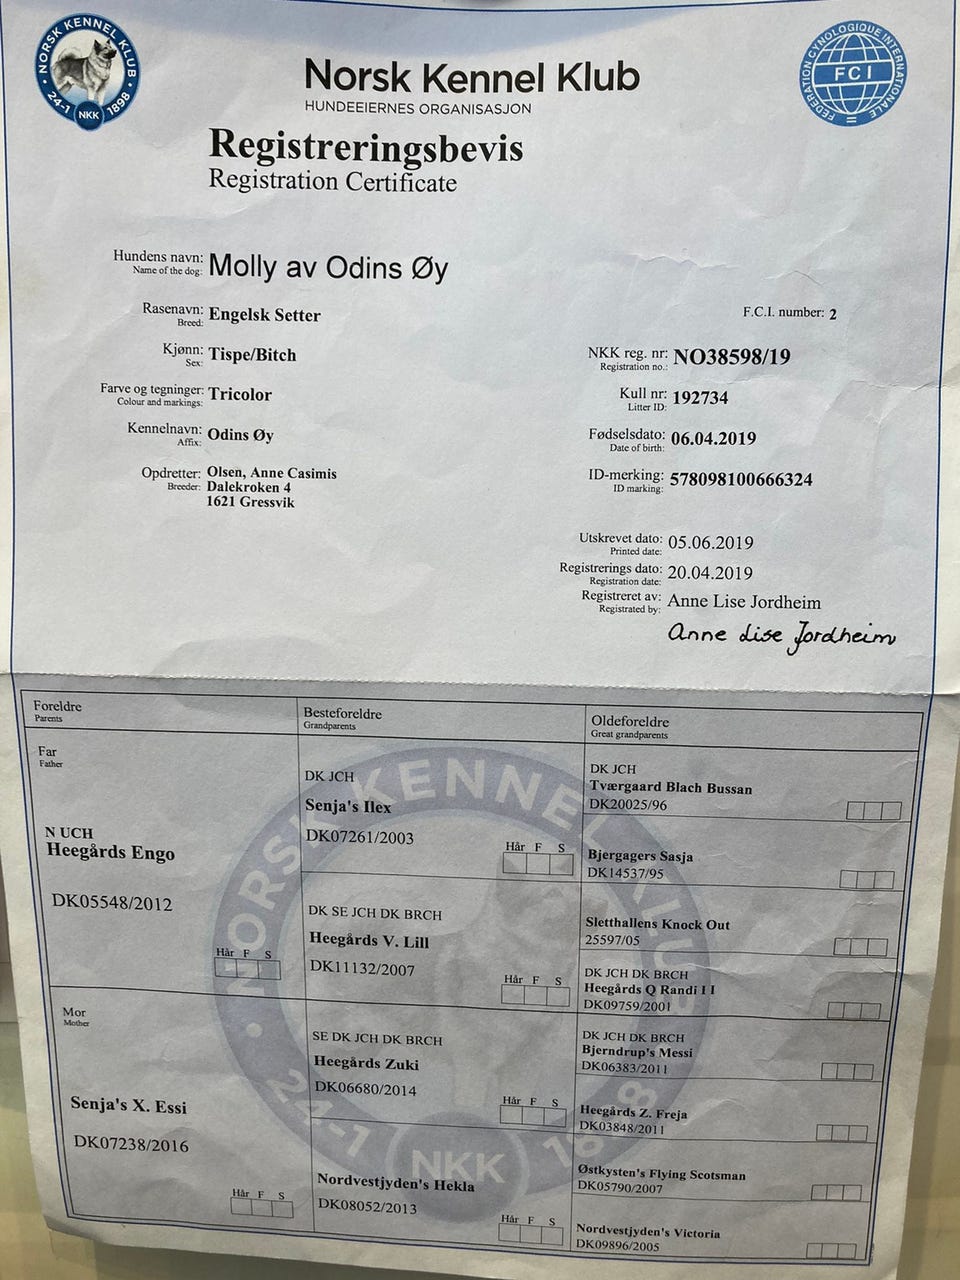 NORSK KENNEL KLUB
24-1 NKK 1898
Norsk Kennel Klub
HUNDEEIERNES ORGANISASJON
FEDERATION CYNOLOGIQUE INTERNATIONALE
FCI
Registreringsbevis
Registration Certificate
Hundens navn: Molly av Odins Øy
Name of the dog:
Rasenavn: Engelsk Setter
Breed:
F.C.I. number: 2
Kjønn: Tispe/Bitch
Sex:
NKK reg. nr: NO38598/19
Registration no.:
Farve og tegninger: Tricolor
Colour and markings:
Kull nr: 192734
Litter ID:
Kennelnavn: Odins Øy
Affix:
Fødselsdato: 06.04.2019
Date of birth:
Opdretter: Olsen, Anne Casimis
Breeder: Dalekroken 4
1621 Gressvik
ID-merking: 578098100666324
ID marking:
Utskrevet dato: 05.06.2019
Printed date:
Registrerings dato: 20.04.2019
Registration date:
Registreret av: Anne Lise Jordheim
Registrated by:
Anne Lise Jordheim
Foreldre
Parents
Besteforeldre
Grandparents
Oldeforeldre
Great grandparents
Far
Father
N UCH
Heegårds Engo
DK05548/2012
Hår F S
Mor
Mother
Senja's X. Essi
DK07238/2016
Hår F S
DK JCH
Senja's Ilex
DK07261/2003
Hår F S
DK SE JCH DK BRCH
Heegårds V. Lill
DK11132/2007
Hår F S
SE DK JCH DK BRCH
Heegårds Zuki
DK06680/2014
Hår F S
Nordvestjyden's Hekla
DK08052/2013
Hår F S
DK JCH
Tværgaard Blach Bussan
DK20025/96
Bjergagers Sasja
DK14537/95
Sletthallens Knock Out
25597/05
DK JCH DK BRCH
Heegårds Q Randi I I
DK09759/2001
DK JCH DK BRCH
Bjerndrup's Messi
DK06383/2011
Heegårds Z. Freja
DK03848/2011
Østkysten's Flying Scotsman
DK05790/2007
Nordvestjyden's Victoria
DK09896/2005
NORSK KENNEL KLUB
24-1 NKK 1898